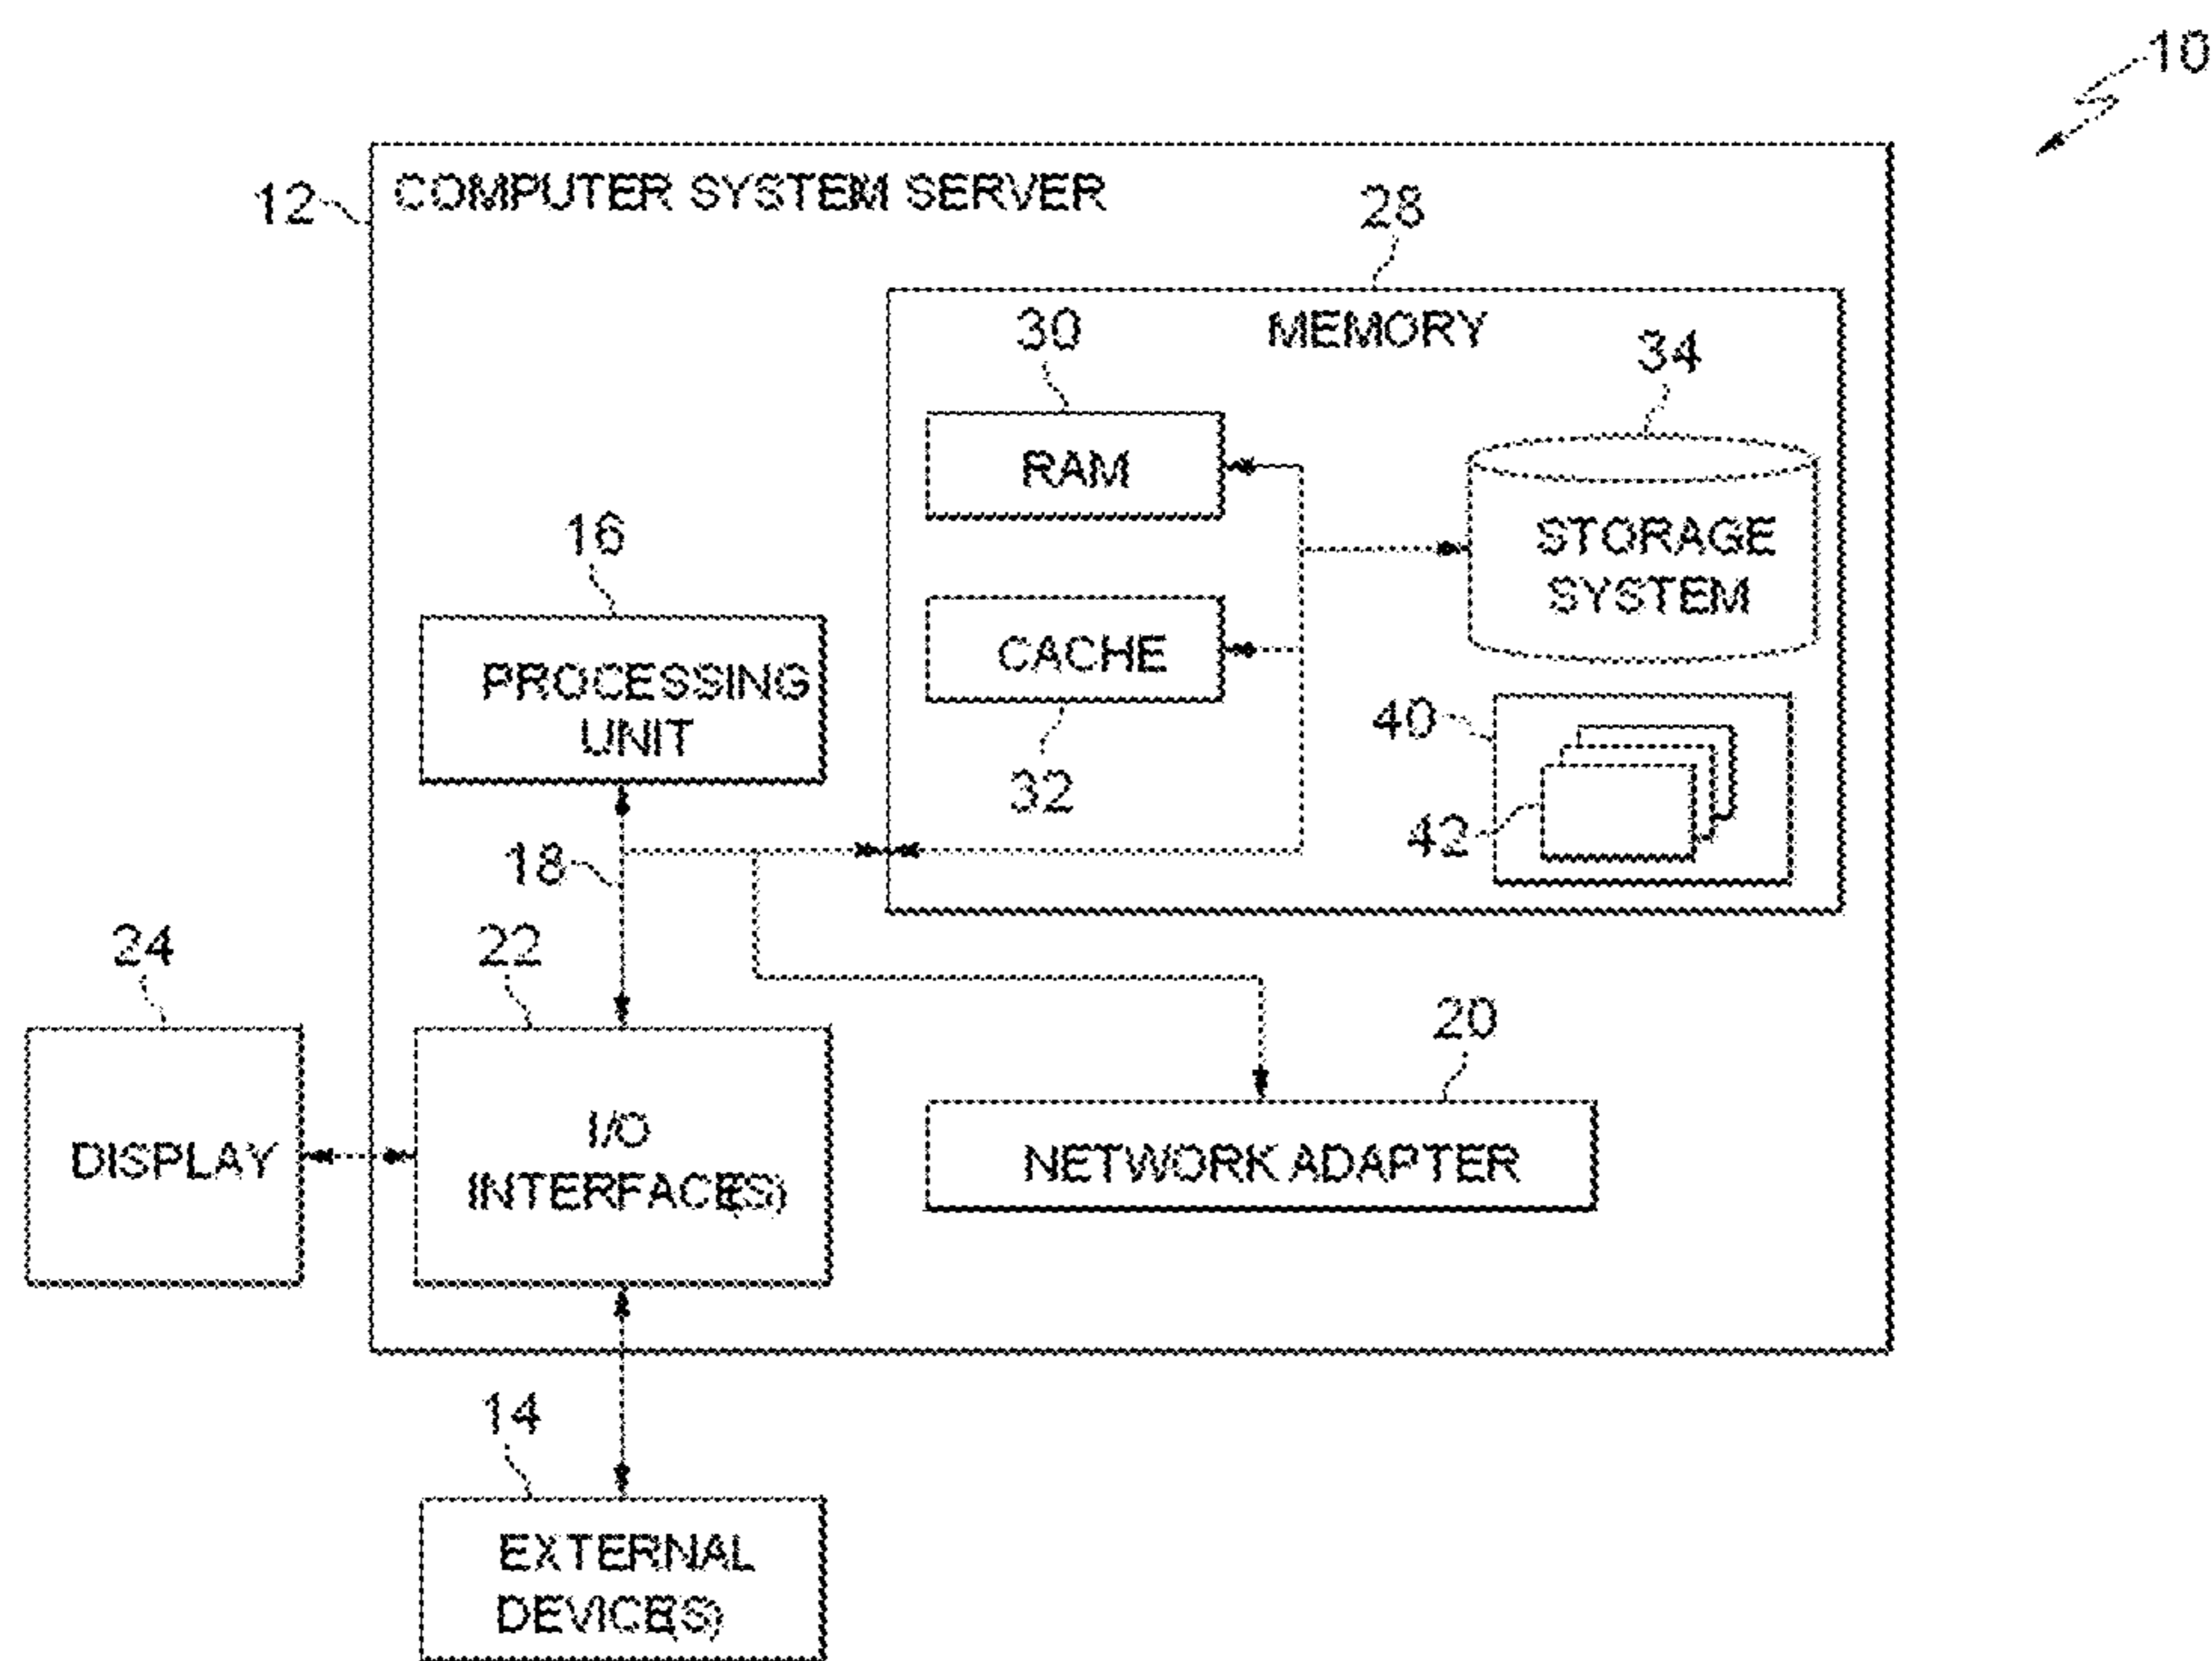 10
12
COMPUTER SYSTEM SERVER
28
MEMORY
30
34
RAM
STORAGE
SYSTEM
16
PROCESSING
UNIT
CACHE
32
40
42
18
24
22
20
DISPLAY
I/O
INTERFACE(S)
NETWORK ADAPTER
14
EXTERNAL
DEVICE(S)